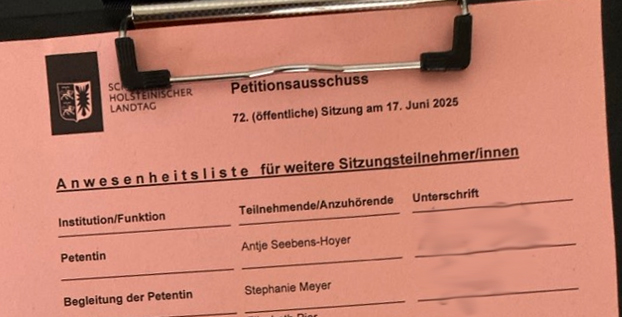 HOLSTEINISCHER
LANDTAG
Petitionsausschuss
72. (öffentliche) Sitzung am 17. Juni 2025
Anwesenheitsliste für weitere Sitzungsteilnehmer/innen
Institution/Funktion Teilnehmende/Anzuhörende Unterschrift
Petentin Antje Seebens-Hoyer
Begleitung der Petentin Stephanie Meyer